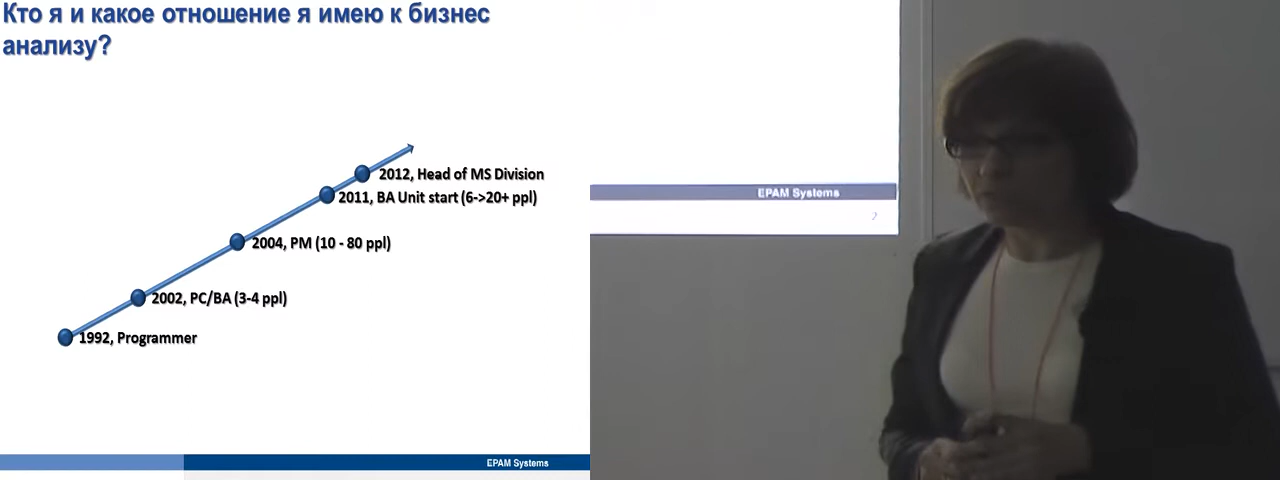 Кто я и какое отношение я имею к бизнес
анализу?
2012, Head of MS Division
2011, BA Unit start (6->20+ ppl)
2004, PM (10 - 80 ppl)
2002, PC/BA (3-4 ppl)
1992, Programmer
EPAM Systems
EPAM Systems
2